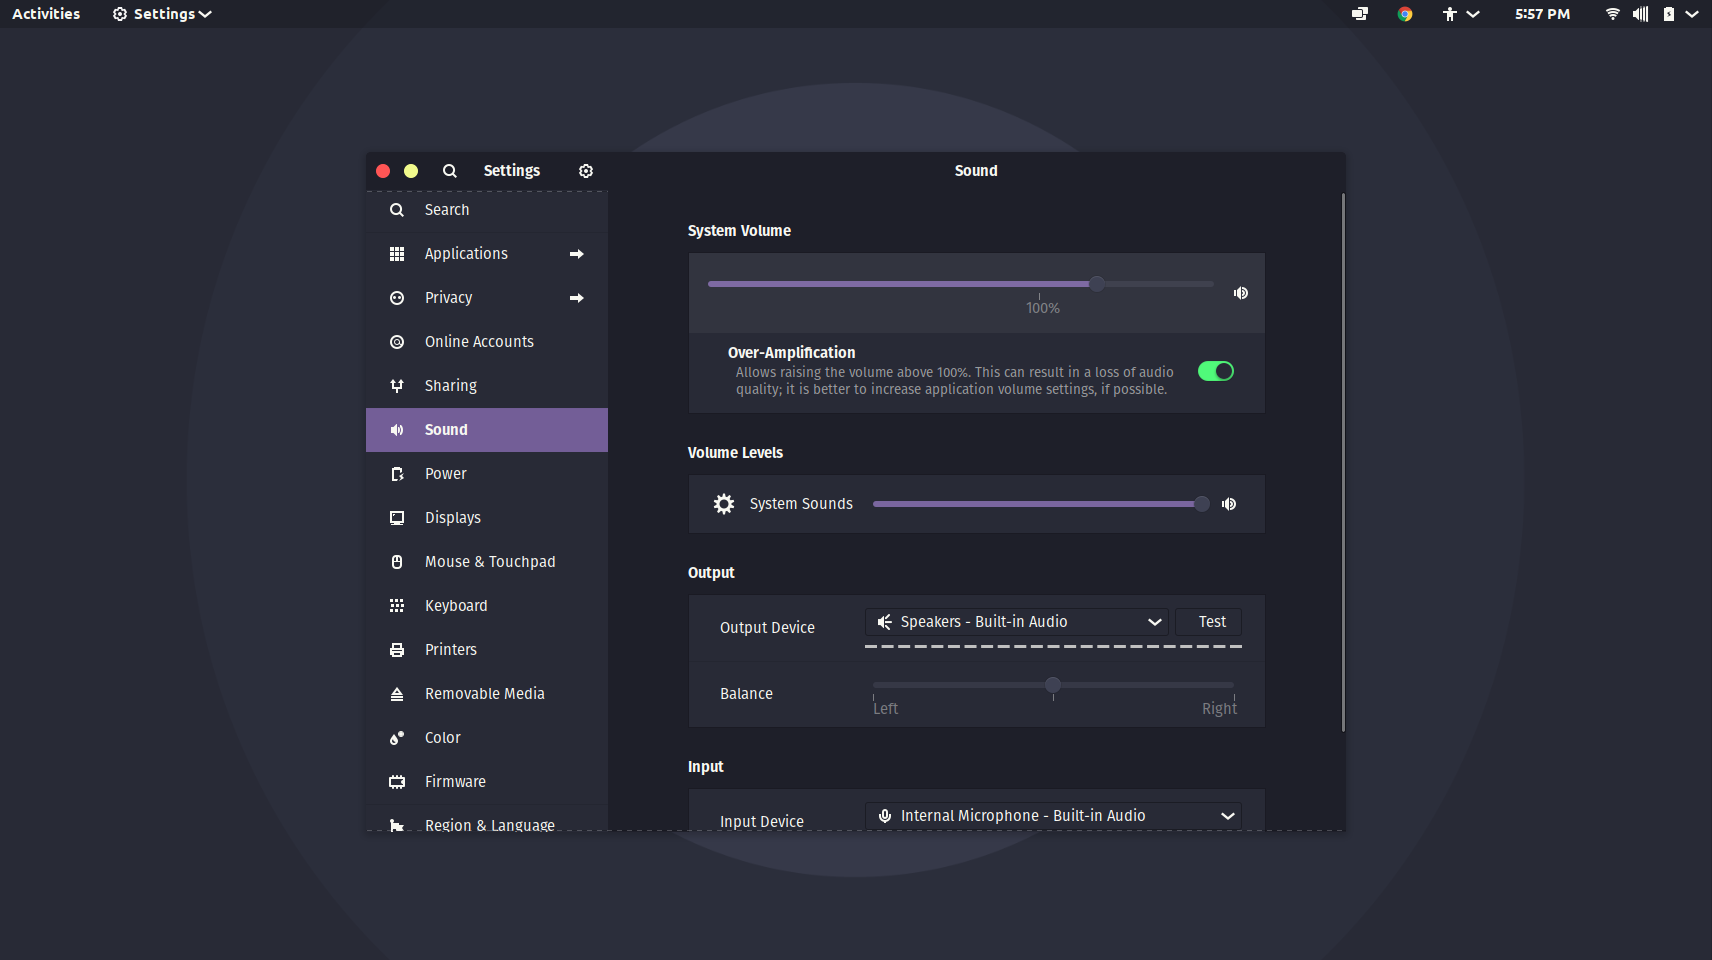 Activities
Settings
5:57 PM
Settings
Sound
Search
Applications
Privacy
Online Accounts
Sharing
Sound
Power
Displays
Mouse & Touchpad
Keyboard
Printers
Removable Media
Color
Firmware
Region & Language
System Volume
100%
Over-Amplification
Allows raising the volume above 100%. This can result in a loss of audio
quality; it is better to increase application volume settings, if possible.
Volume Levels
System Sounds
Output
Output Device
Speakers - Built-in Audio
Test
Balance
Left
Right
Input
Input Device
Internal Microphone - Built-in Audio